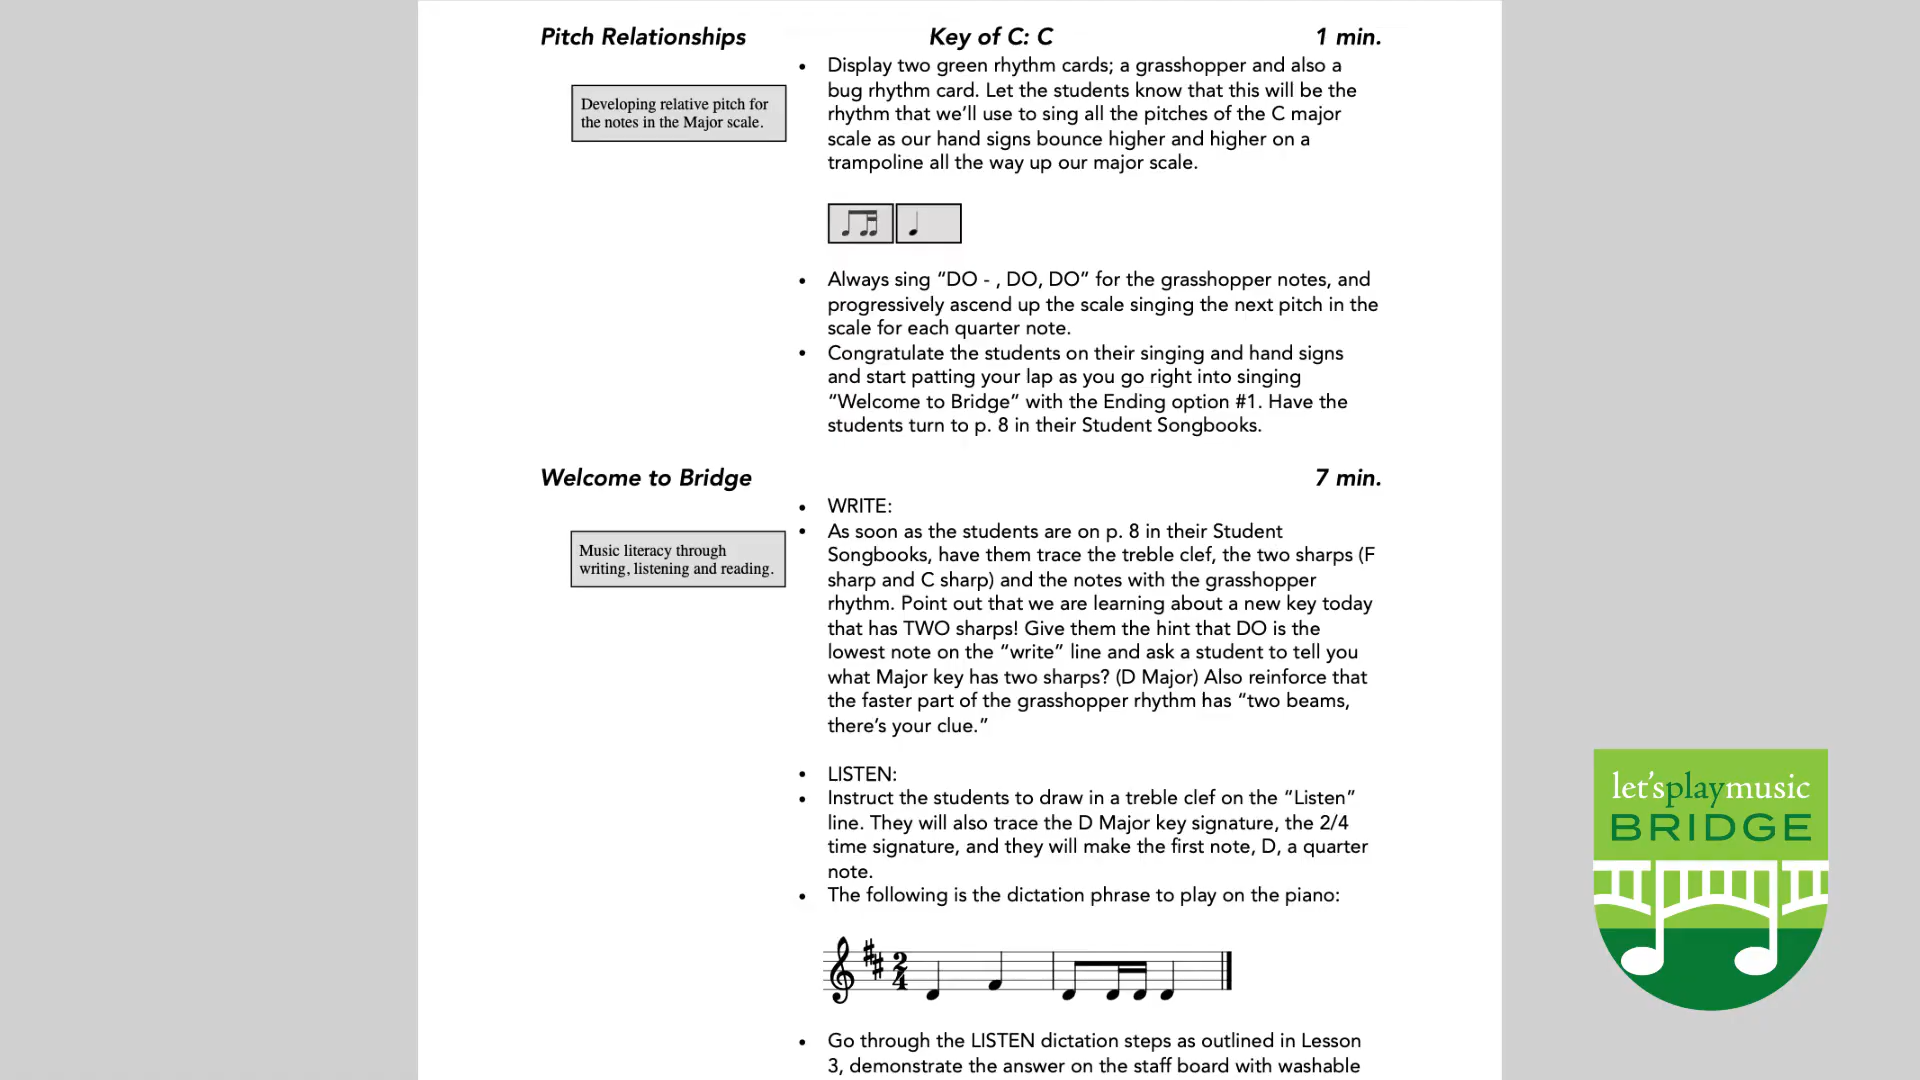 Pitch Relationships Key of C: C 1 min.
Developing relative pitch for
the notes in the Major scale.
• Display two green rhythm cards; a grasshopper and also a
bug rhythm card. Let the students know that this will be the
rhythm that we’ll use to sing all the pitches of the C major
scale as our hand signs bounce higher and higher on a
trampoline all the way up our major scale.
• Always sing “DO - , DO, DO” for the grasshopper notes, and
progressively ascend up the scale singing the next pitch in the
scale for each quarter note.
• Congratulate the students on their singing and hand signs
and start patting your lap as you go right into singing
“Welcome to Bridge” with the Ending option #1. Have the
students turn to p. 8 in their Student Songbooks.
Welcome to Bridge 7 min.
Music literacy through
writing, listening and reading.
• WRITE:
• As soon as the students are on p. 8 in their Student
Songbooks, have them trace the treble clef, the two sharps (F
sharp and C sharp) and the notes with the grasshopper
rhythm. Point out that we are learning about a new key today
that has TWO sharps! Give them the hint that DO is the
lowest note on the “write” line and ask a student to tell you
what Major key has two sharps? (D Major) Also reinforce that
the faster part of the grasshopper rhythm has “two beams,
there’s your clue.”
• LISTEN:
• Instruct the students to draw in a treble clef on the “Listen”
line. They will also trace the D Major key signature, the 2/4
time signature, and they will make the first note, D, a quarter
note.
• The following is the dictation phrase to play on the piano:
2
4
• Go through the LISTEN dictation steps as outlined in Lesson
3, demonstrate the answer on the staff board with washable
let’splaymusic
BRIDGE